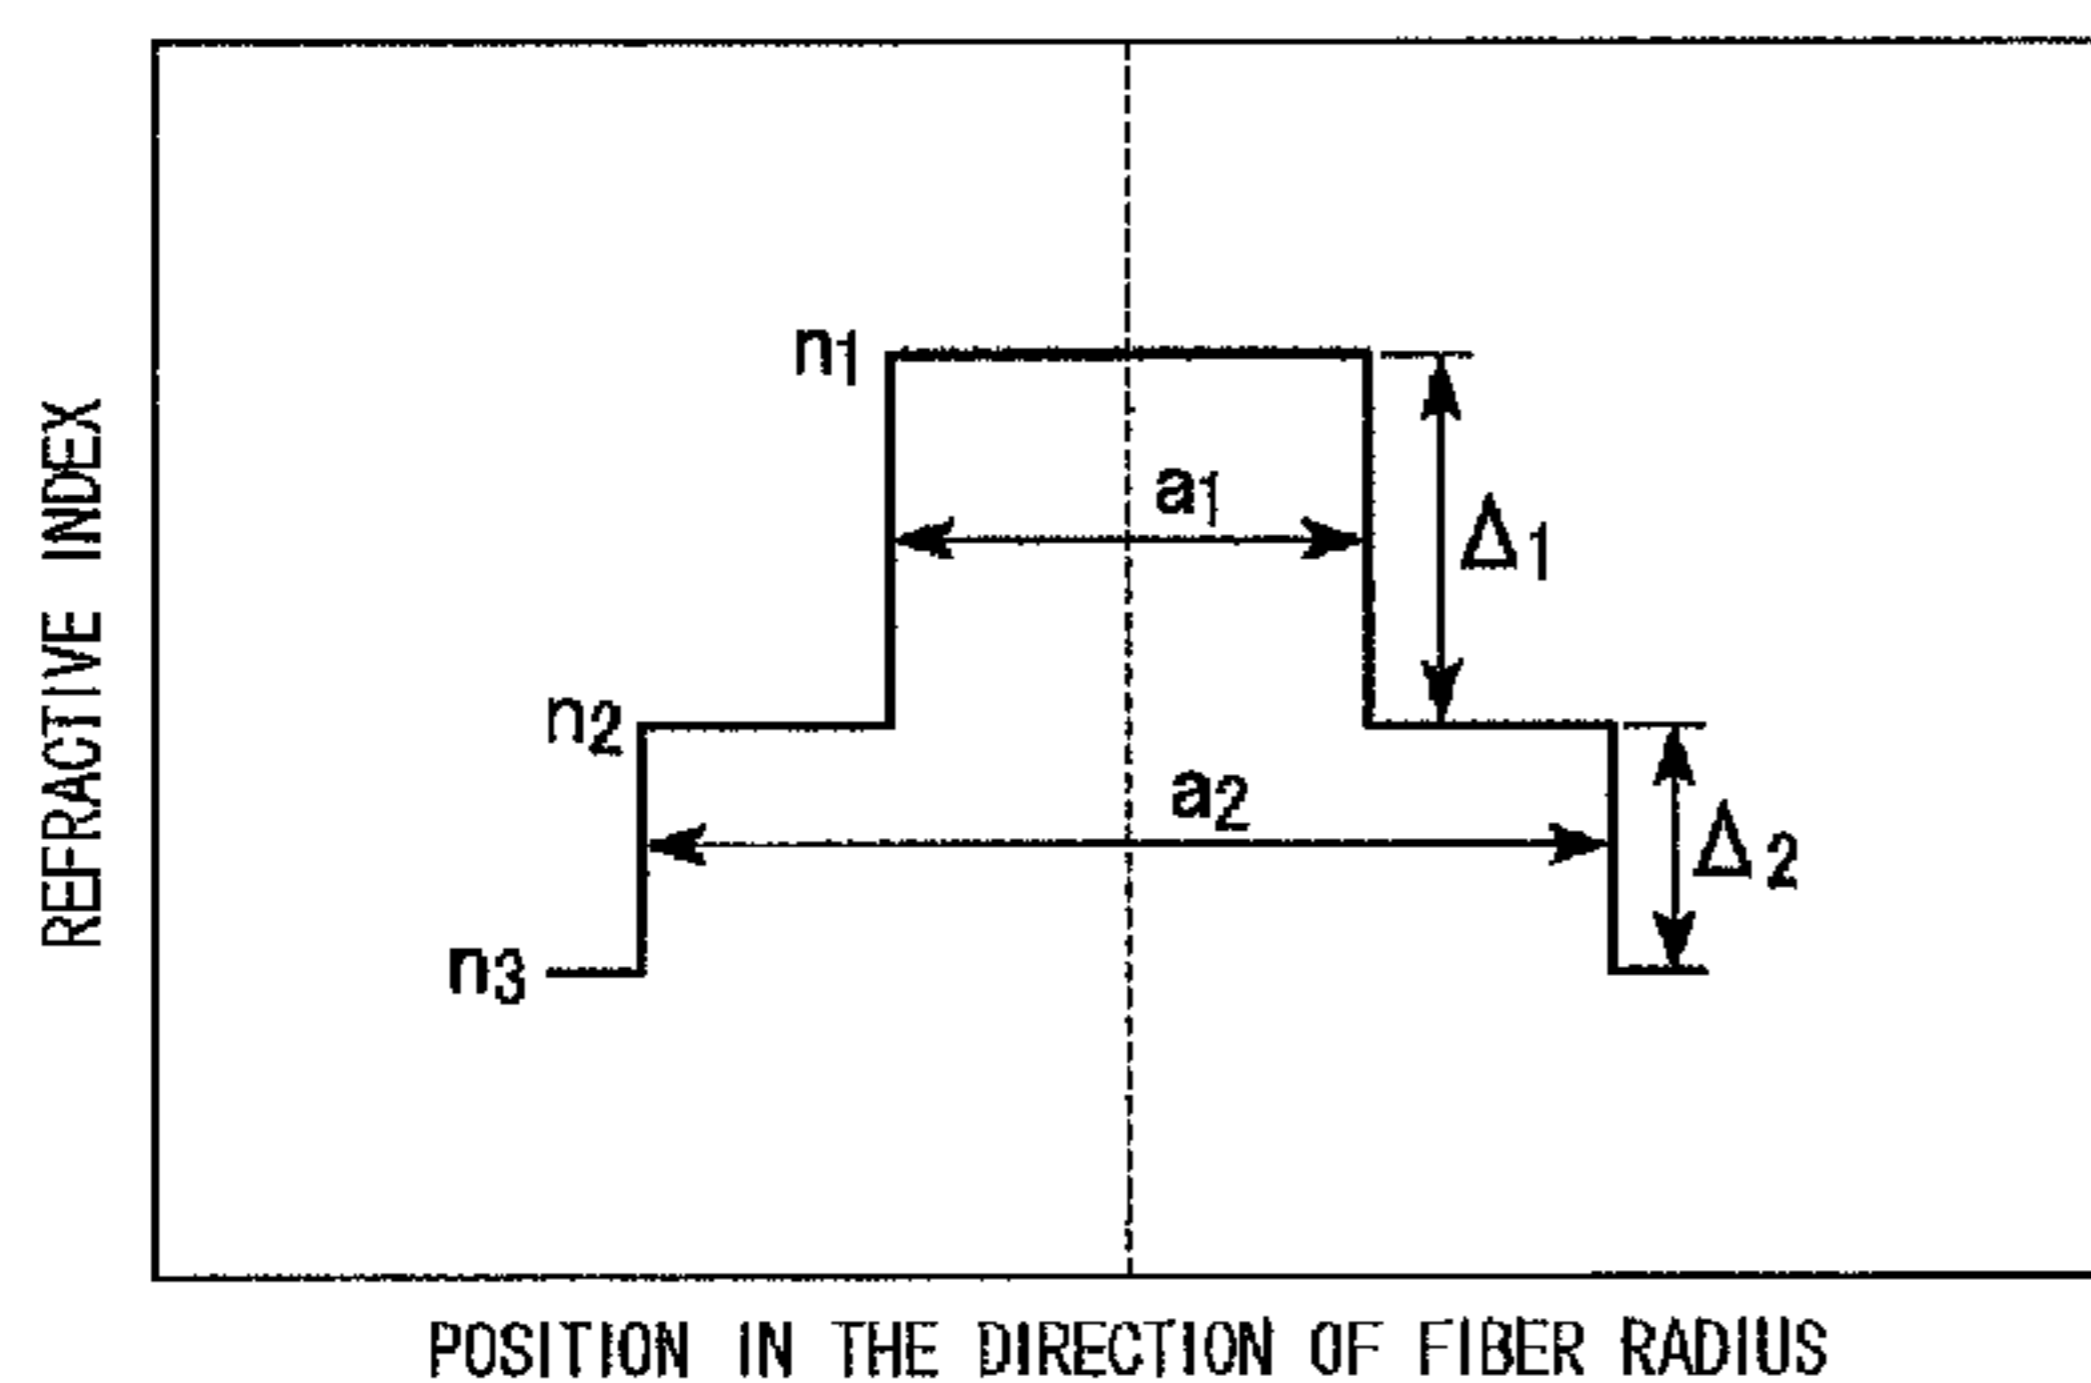 REFRACTIVE INDEX
n1
a1
Δ1
n2
a2
Δ2
n3
POSITION IN THE DIRECTION OF FIBER RADIUS